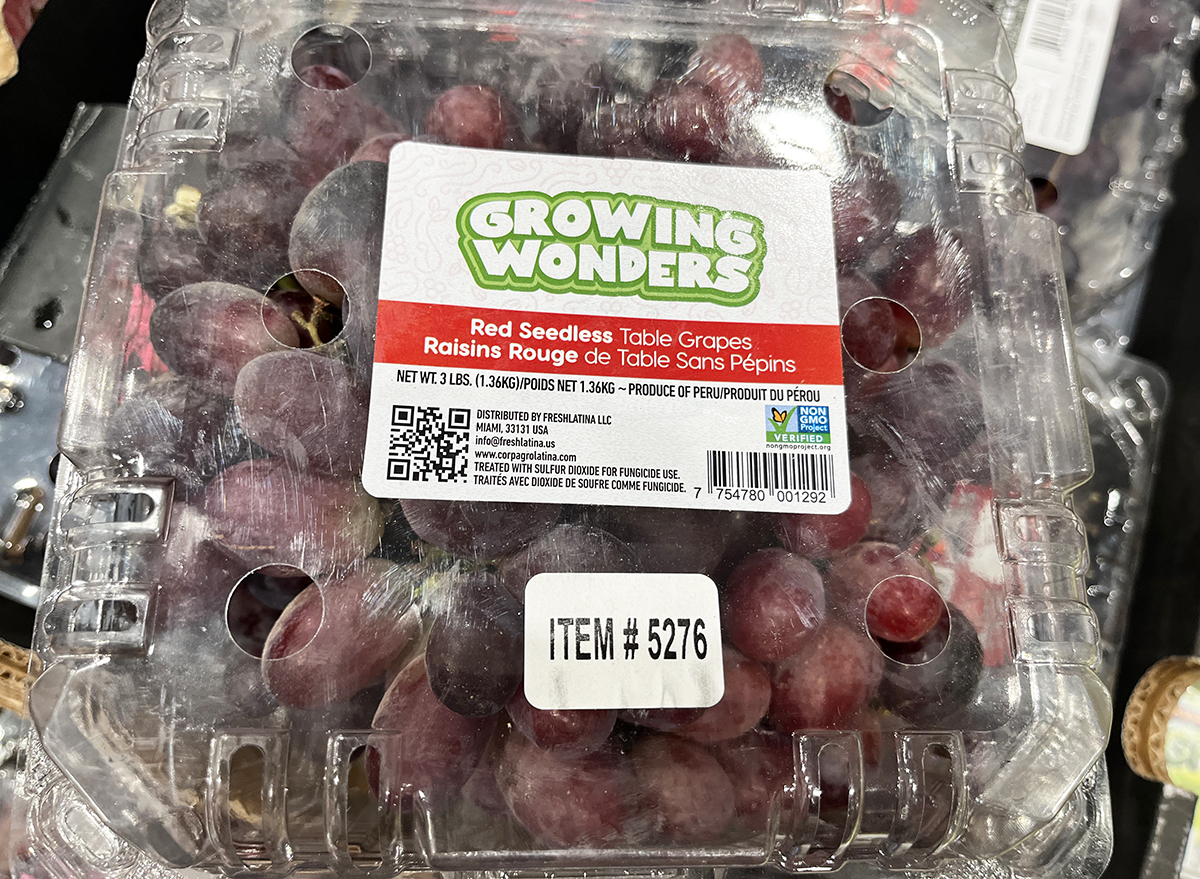 GROWING
WONDERS
Red Seedless Table Grapes
Raisins Rouge de Table Sans Pépins
NET WT. 3 LBS. (1.36KG)/POIDS NET 1.36KG ~ PRODUCE OF PERU/PRODUIT DU PÉROU
DISTRIBUTED BY FRESHLATINA LLC
MIAMI, 33131 USA
info@freshlatina.us
www.corpagrolatina.com
TREATED WITH SULFUR DIOXIDE FOR FUNGICIDE USE.
TRAITÉS AVEC DIOXIDE DE SOUFRE COMME FUNGICIDE.
NON
GMO
Project
VERIFIED
nongmoproject.org
7 754780 001292
ITEM # 5276